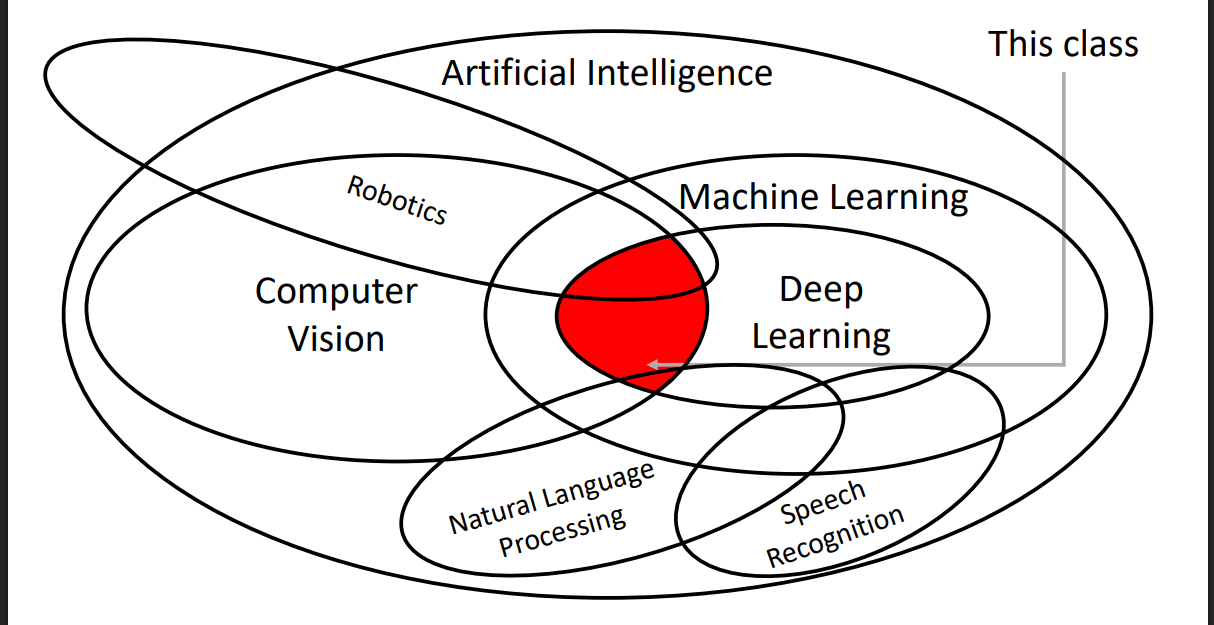 This class
Artificial Intelligence
Robotics
Machine Learning
Computer
Vision
Deep
Learning
Natural Language
Processing
Speech
Recognition